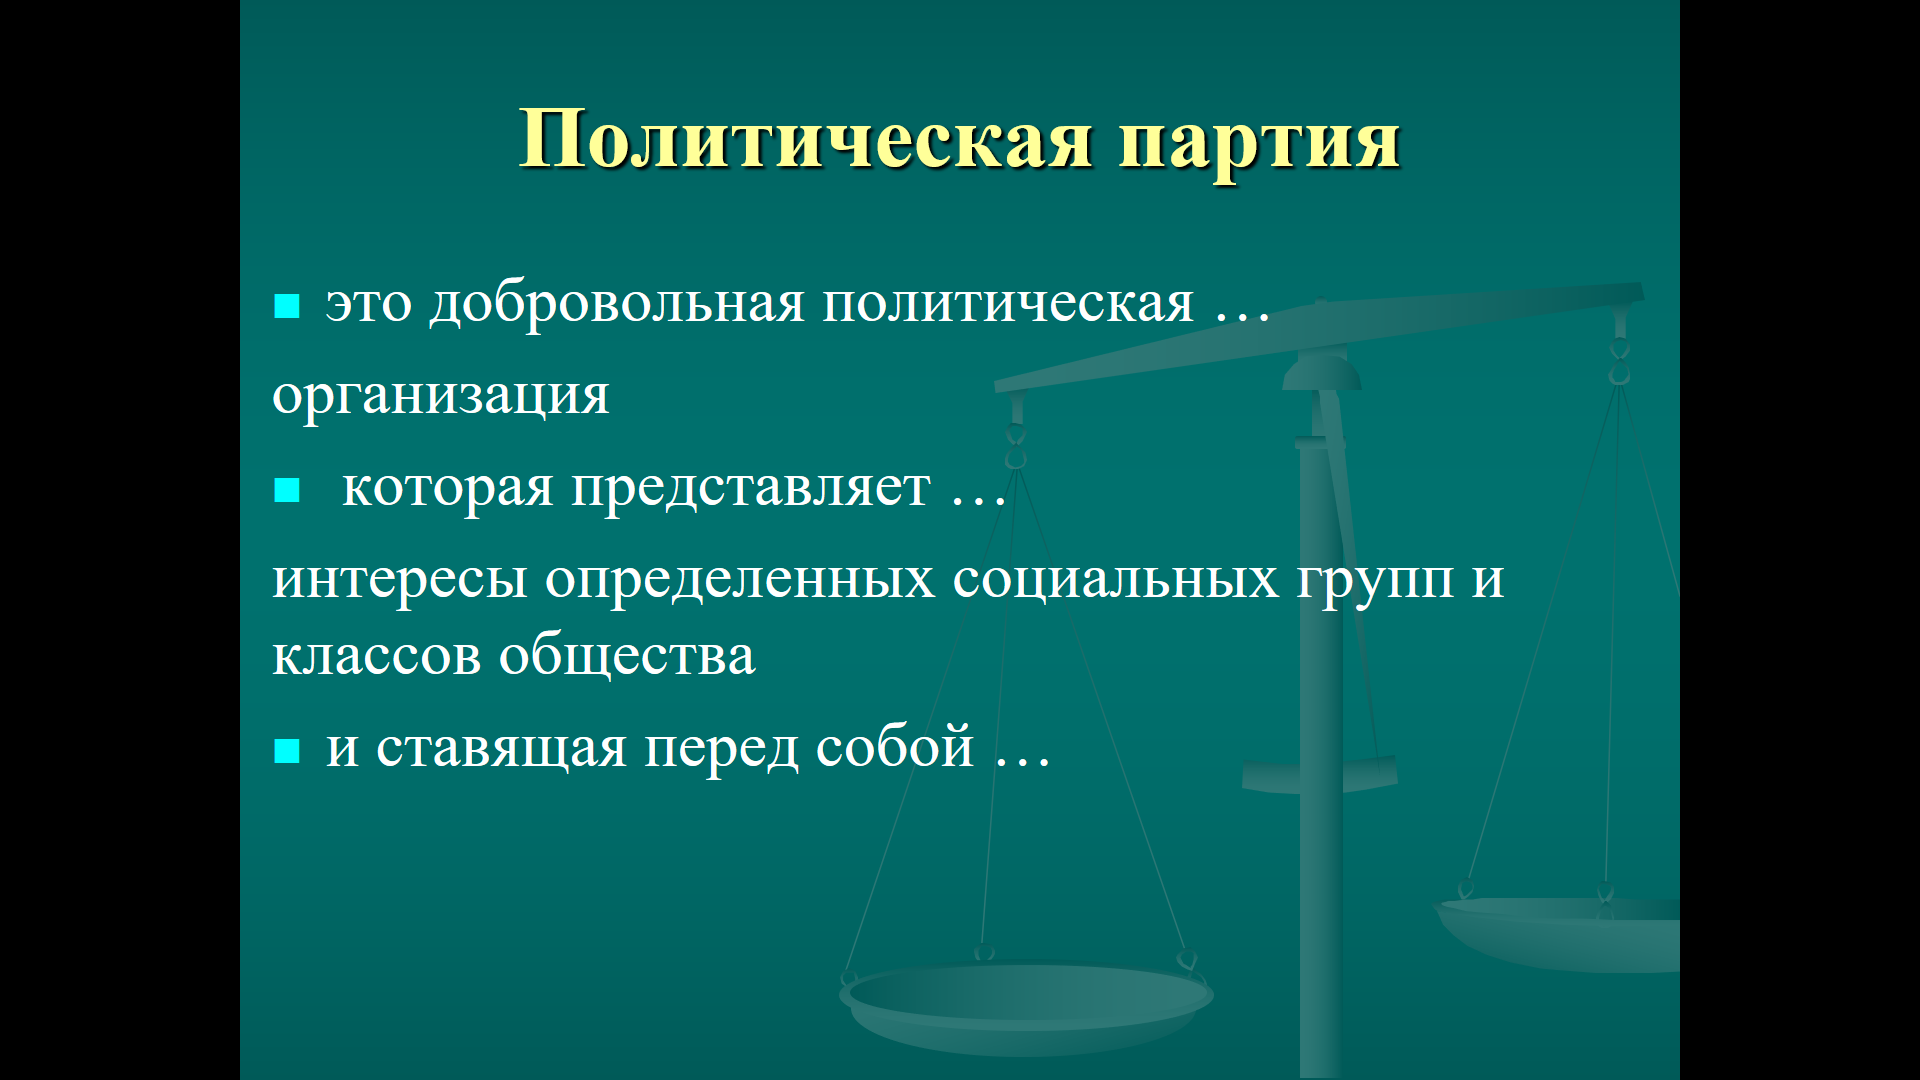 Политическая партия
это добровольная политическая …
организация
которая представляет …
интересы определенных социальных групп и
классов общества
и ставящая перед собой …